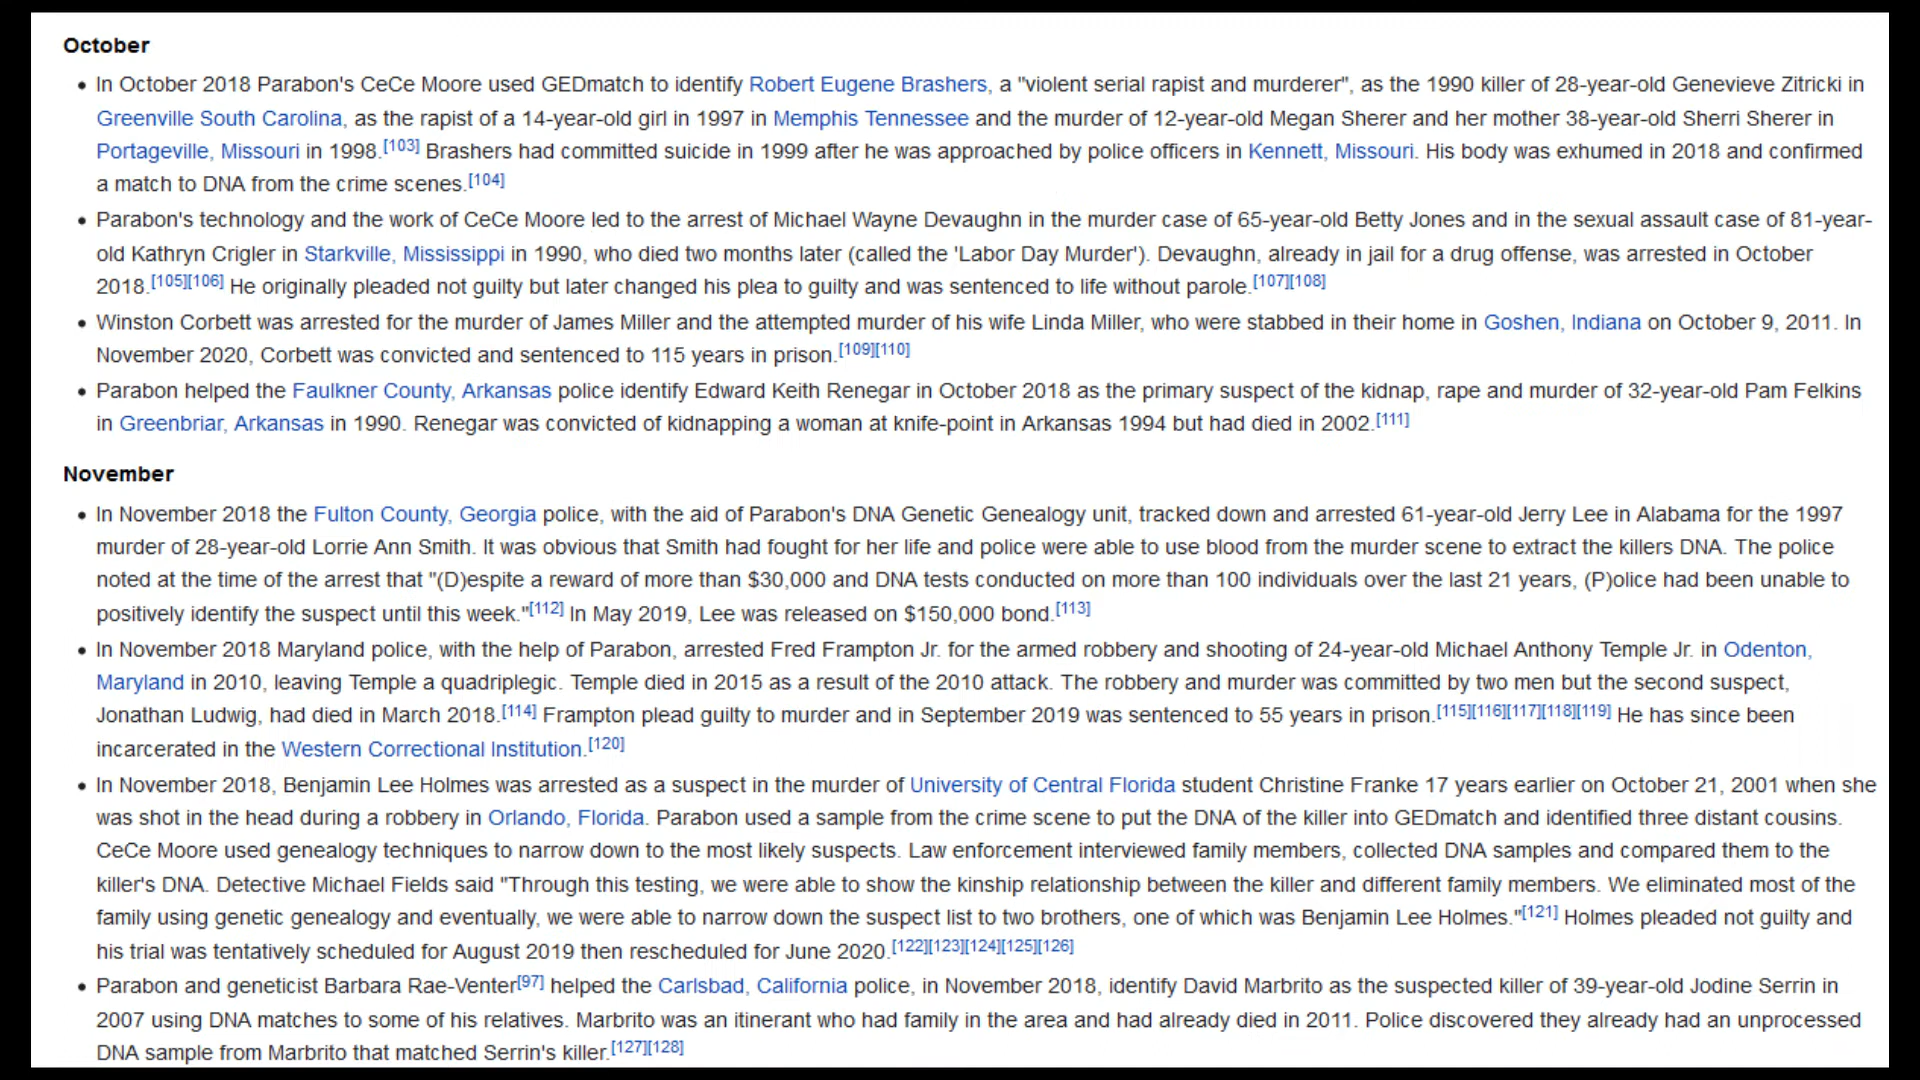 October
• In October 2018 Parabon's CeCe Moore used GEDmatch to identify Robert Eugene Brashers, a "violent serial rapist and murderer", as the 1990 killer of 28-year-old Genevieve Zitricki in
Greenville South Carolina, as the rapist of a 14-year-old girl in 1997 in Memphis Tennessee and the murder of 12-year-old Megan Sherer and her mother 38-year-old Sherri Sherer in
Portageville, Missouri in 1998.[103] Brashers had committed suicide in 1999 after he was approached by police officers in Kennett, Missouri. His body was exhumed in 2018 and confirmed
a match to DNA from the crime scenes.[104]
• Parabon's technology and the work of CeCe Moore led to the arrest of Michael Wayne Devaughn in the murder case of 65-year-old Betty Jones and in the sexual assault case of 81-year-
old Kathryn Crigler in Starkville, Mississippi in 1990, who died two months later (called the 'Labor Day Murder'). Devaughn, already in jail for a drug offense, was arrested in October
2018.[105][106] He originally pleaded not guilty but later changed his plea to guilty and was sentenced to life without parole.[107][108]
• Winston Corbett was arrested for the murder of James Miller and the attempted murder of his wife Linda Miller, who were stabbed in their home in Goshen, Indiana on October 9, 2011. In
November 2020, Corbett was convicted and sentenced to 115 years in prison.[109][110]
• Parabon helped the Faulkner County, Arkansas police identify Edward Keith Renegar in October 2018 as the primary suspect of the kidnap, rape and murder of 32-year-old Pam Felkins
in Greenbriar, Arkansas in 1990. Renegar was convicted of kidnapping a woman at knife-point in Arkansas 1994 but had died in 2002.[111]
November
• In November 2018 the Fulton County, Georgia police, with the aid of Parabon's DNA Genetic Genealogy unit, tracked down and arrested 61-year-old Jerry Lee in Alabama for the 1997
murder of 28-year-old Lorrie Ann Smith. It was obvious that Smith had fought for her life and police were able to use blood from the murder scene to extract the killers DNA. The police
noted at the time of the arrest that "(D)espite a reward of more than $30,000 and DNA tests conducted on more than 100 individuals over the last 21 years, (P)olice had been unable to
positively identify the suspect until this week."[112] In May 2019, Lee was released on $150,000 bond.[113]
• In November 2018 Maryland police, with the help of Parabon, arrested Fred Frampton Jr. for the armed robbery and shooting of 24-year-old Michael Anthony Temple Jr. in Odenton,
Maryland in 2010, leaving Temple a quadriplegic. Temple died in 2015 as a result of the 2010 attack. The robbery and murder was committed by two men but the second suspect,
Jonathan Ludwig, had died in March 2018.[114] Frampton plead guilty to murder and in September 2019 was sentenced to 55 years in prison.[115][116][117][118][119] He has since been
incarcerated in the Western Correctional Institution.[120]
• In November 2018, Benjamin Lee Holmes was arrested as a suspect in the murder of University of Central Florida student Christine Franke 17 years earlier on October 21, 2001 when she
was shot in the head during a robbery in Orlando, Florida. Parabon used a sample from the crime scene to put the DNA of the killer into GEDmatch and identified three distant cousins.
CeCe Moore used genealogy techniques to narrow down to the most likely suspects. Law enforcement interviewed family members, collected DNA samples and compared them to the
killer's DNA. Detective Michael Fields said "Through this testing, we were able to show the kinship relationship between the killer and different family members. We eliminated most of the
family using genetic genealogy and eventually, we were able to narrow down the suspect list to two brothers, one of which was Benjamin Lee Holmes."[121] Holmes pleaded not guilty and
his trial was tentatively scheduled for August 2019 then rescheduled for June 2020.[122][123][124][125][126]
• Parabon and geneticist Barbara Rae-Venter[97] helped the Carlsbad, California police, in November 2018, identify David Marbrito as the suspected killer of 39-year-old Jodine Serrin in
2007 using DNA matches to some of his relatives. Marbrito was an itinerant who had family in the area and had already died in 2011. Police discovered they already had an unprocessed
DNA sample from Marbrito that matched Serrin's killer.[127][128]